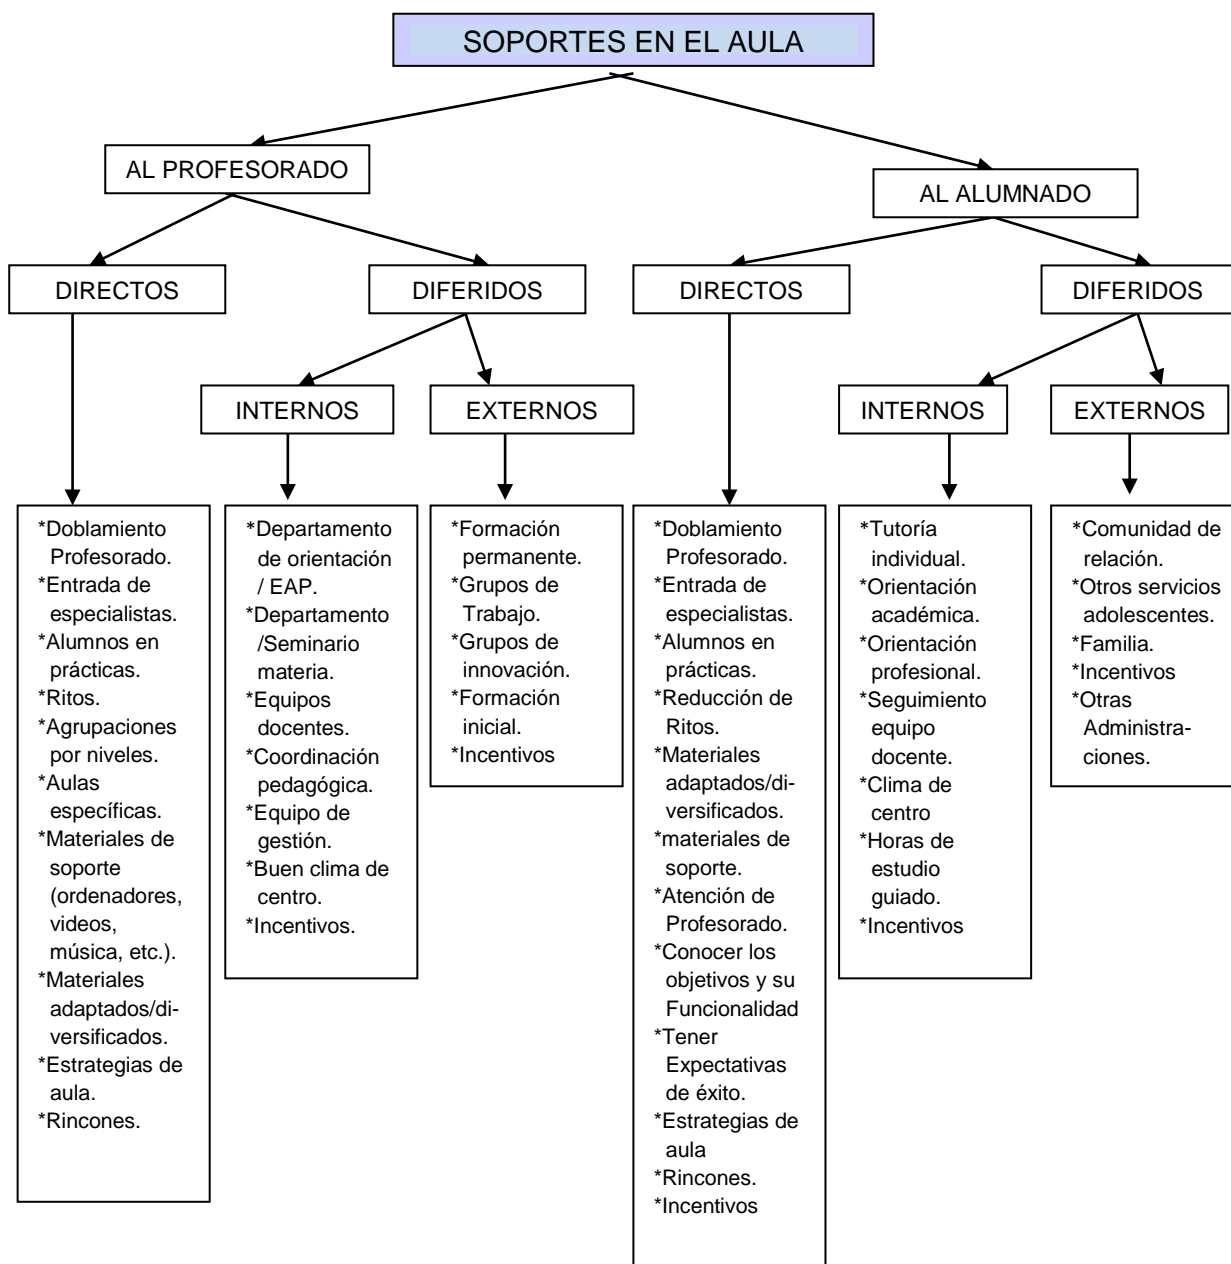 SOPORTES EN EL AULA
AL PROFESORADO
AL ALUMNADO
DIRECTOS
DIFERIDOS
DIRECTOS
DIFERIDOS
INTERNOS
EXTERNOS
INTERNOS
EXTERNOS
*Doblamiento
Profesorado.
*Entrada de
especialistas.
*Alumnos en
prácticas.
*Ritos.
*Agrupaciones
por niveles.
*Aulas
específicas.
*Materiales de
soporte
(ordenadores,
videos,
música, etc.).
*Materiales
adaptados/di-
versificados.
*Estrategias de
aula.
*Rincones.
*Departamento
de orientación
/ EAP.
*Departamento
/Seminario
materia.
*Equipos
docentes.
*Coordinación
pedagógica.
*Equipo de
gestión.
*Buen clima de
centro.
*Incentivos.
*Formación
permanente.
*Grupos de
Trabajo.
*Grupos de
innovación.
*Formación
inicial.
*Incentivos
*Doblamiento
Profesorado.
*Entrada de
especialistas.
*Alumnos en
prácticas.
*Reducción de
Ritos.
*Materiales
adaptados/di-
versificados.
*materiales de
soporte.
*Atención de
Profesorado.
*Conocer los
objetivos y su
Funcionalidad
*Tener
Expectativas
de éxito.
*Estrategias de
aula
*Rincones.
*Incentivos
*Tutoría
individual.
*Orientación
académica.
*Orientación
profesional.
*Seguimiento
equipo
docente.
*Clima de
centro
*Horas de
estudio
guiado.
*Incentivos
*Comunidad de
relación.
*Otros servicios
adolescentes.
*Familia.
*Incentivos
*Otras
Administra-
ciones.